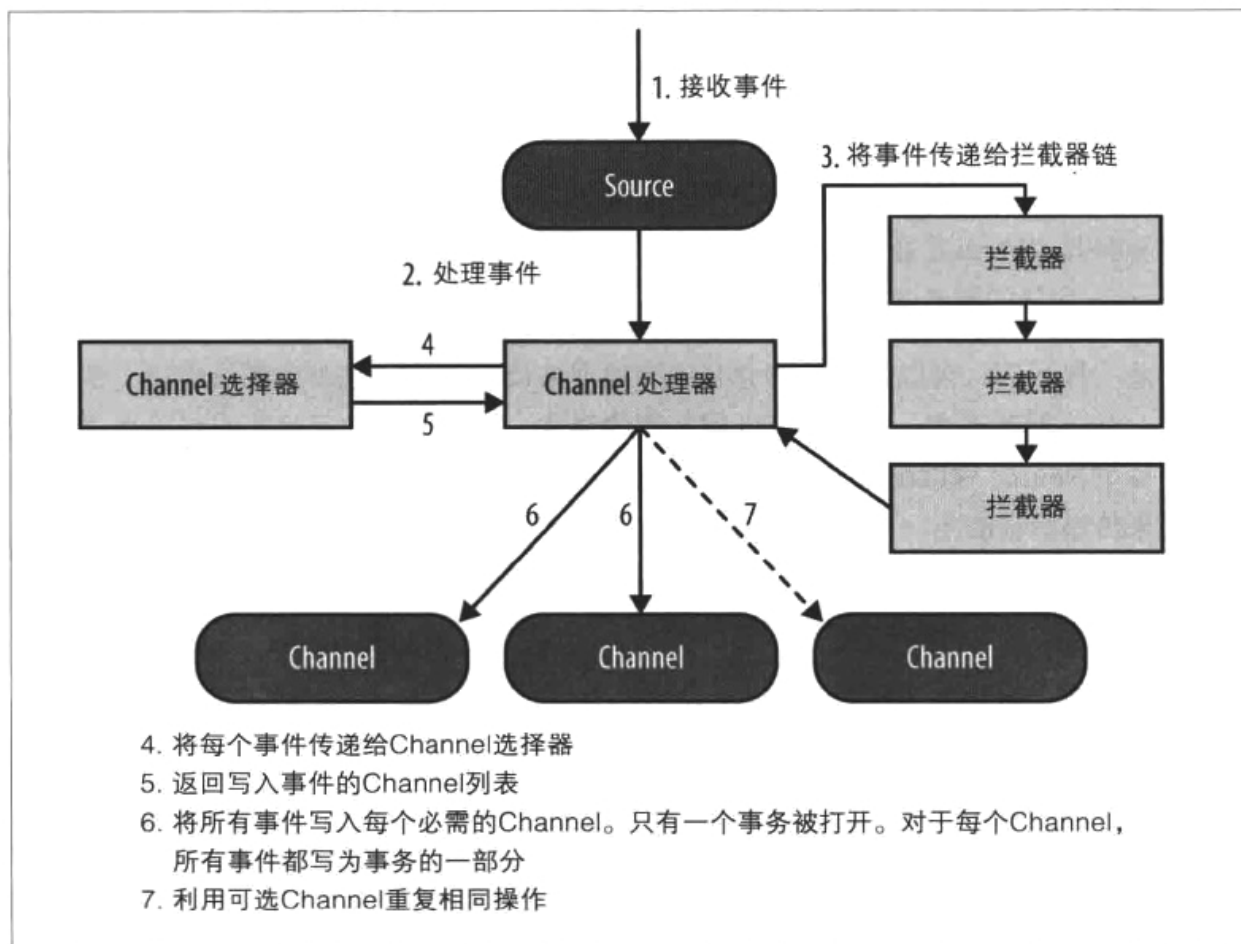 1. 接收事件
Source
3. 将事件传递给拦截器链
拦截器
2. 处理事件
4
Channel 选择器
Channel 处理器
拦截器
5
拦截器
6
6
7
Channel
Channel
Channel
4. 将每个事件传递给Channel选择器
5. 返回写入事件的Channel列表
6. 将所有事件写入每个必需的Channel。只有一个事务被打开。对于每个Channel，
所有事件都写为事务的一部分
7. 利用可选Channel重复相同操作